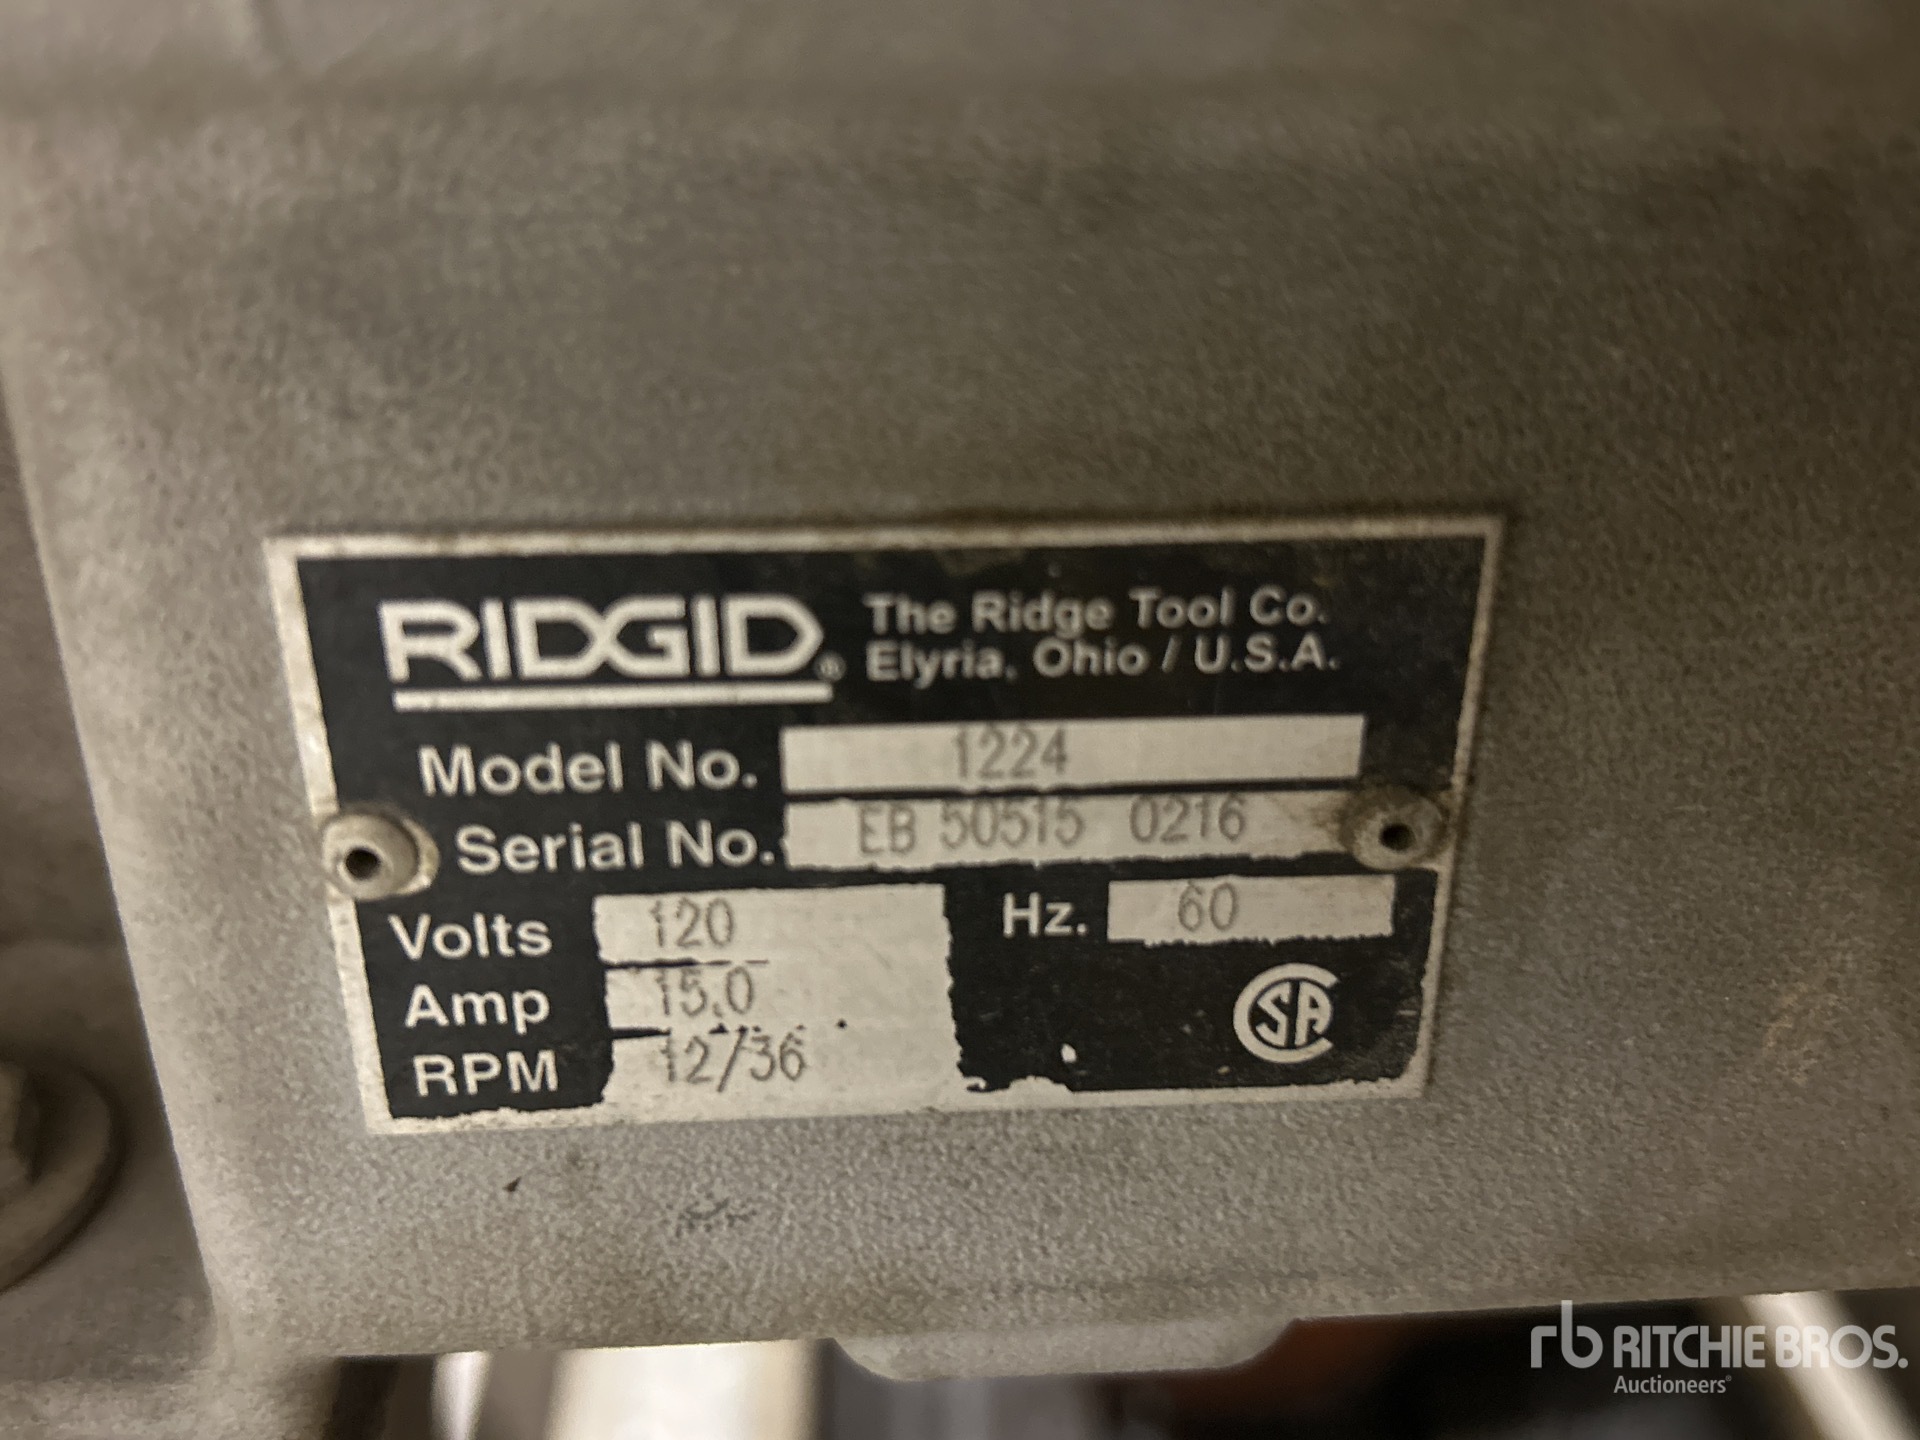 RIDGID®
The Ridge Tool Co.
Elyria, Ohio / U.S.A.
Model No. 1224
Serial No. EB 50515 0216
Volts 120 Hz. 60
Amp 15.0
RPM 12/36
CSA
rb RITCHIE BROS.
Auctioneers®